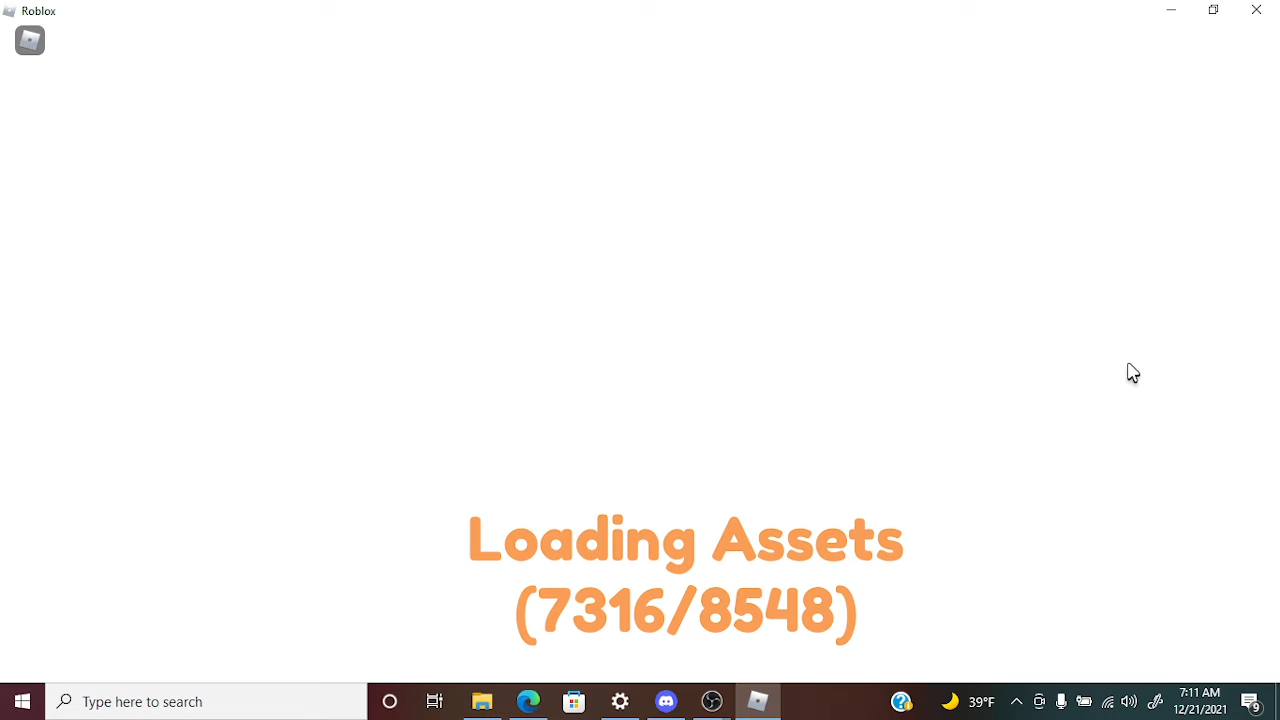 Roblox
Loading Assets
(7316/8548)
Type here to search
39°F
7:11 AM
12/21/2021
9